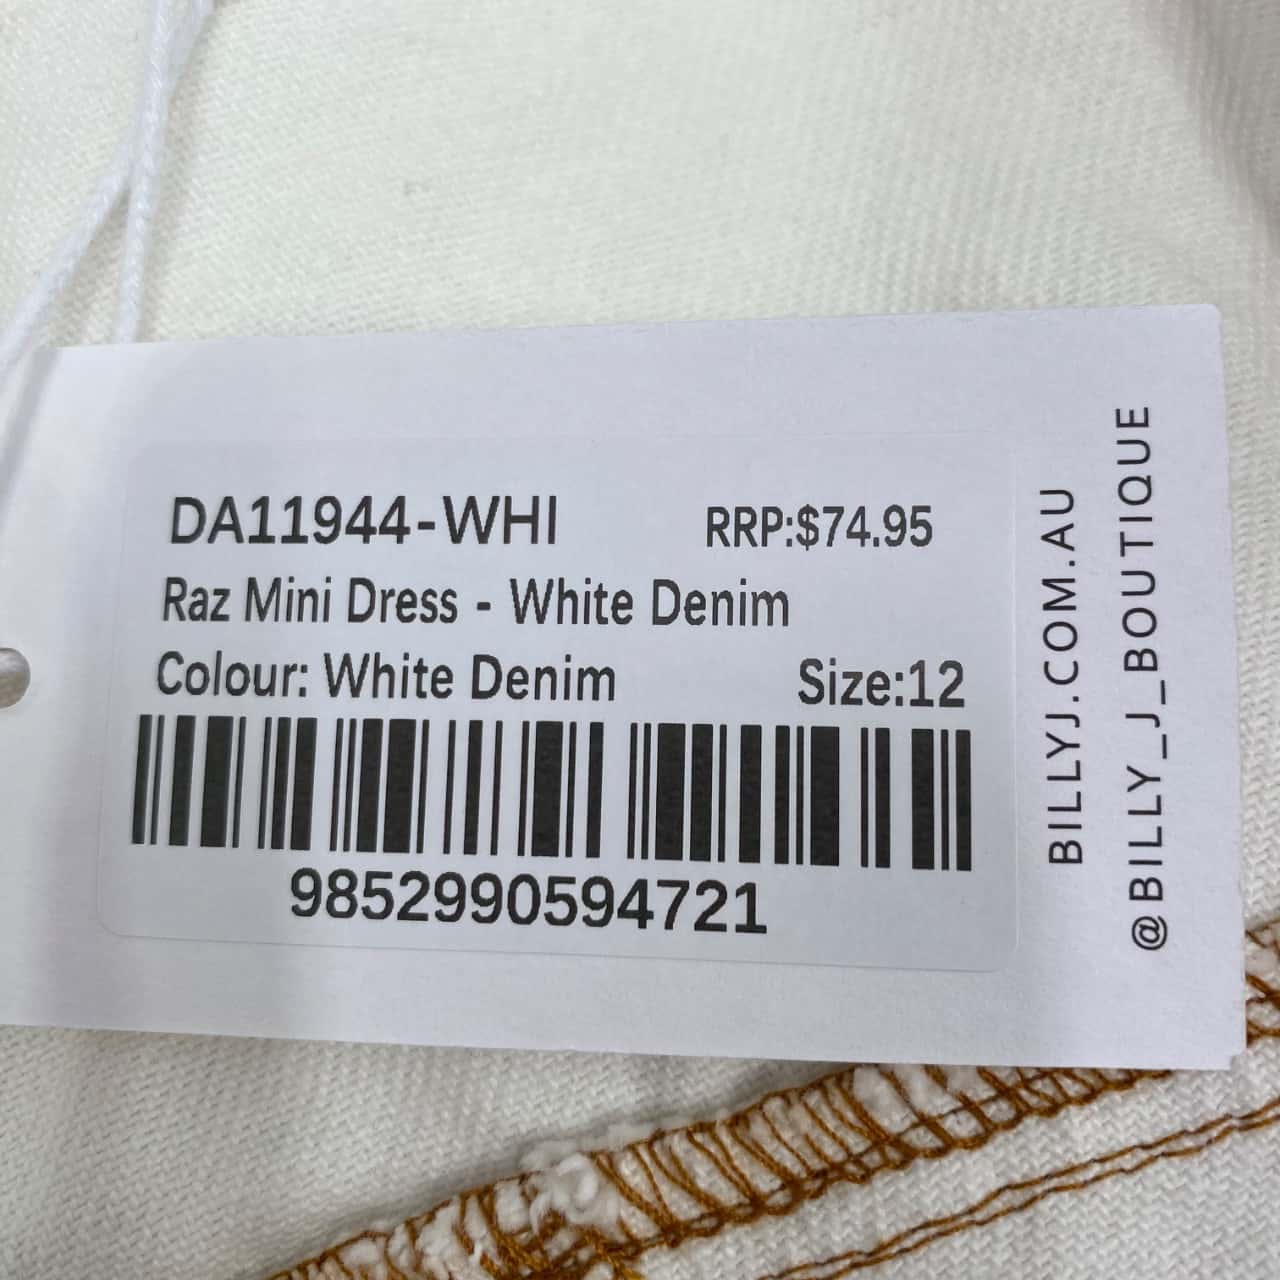 DA11944-WHI RRP:$74.95
Raz Mini Dress - White Denim
Colour: White Denim Size:12
9852990594721
BILLYJ.COM.AU
@BILLY_J_BOUTIQUE